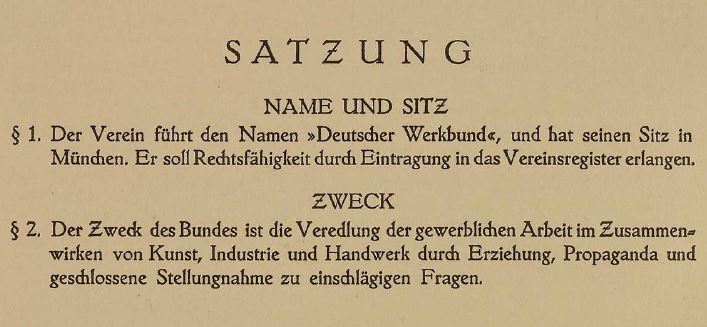 SATZUNG
NAME UND SITZ
§ 1. Der Verein führt den Namen »Deutscher Werkbund«, und hat seinen Sitz in
München. Er soll Rechtsfähigkeit durch Eintragung in das Vereinsregister erlangen.
ZWECK
§ 2. Der Zweck des Bundes ist die Veredlung der gewerblichen Arbeit im Zusammen-
wirken von Kunst, Industrie und Handwerk durch Erziehung, Propaganda und
geschlossene Stellungnahme zu einschlägigen Fragen.